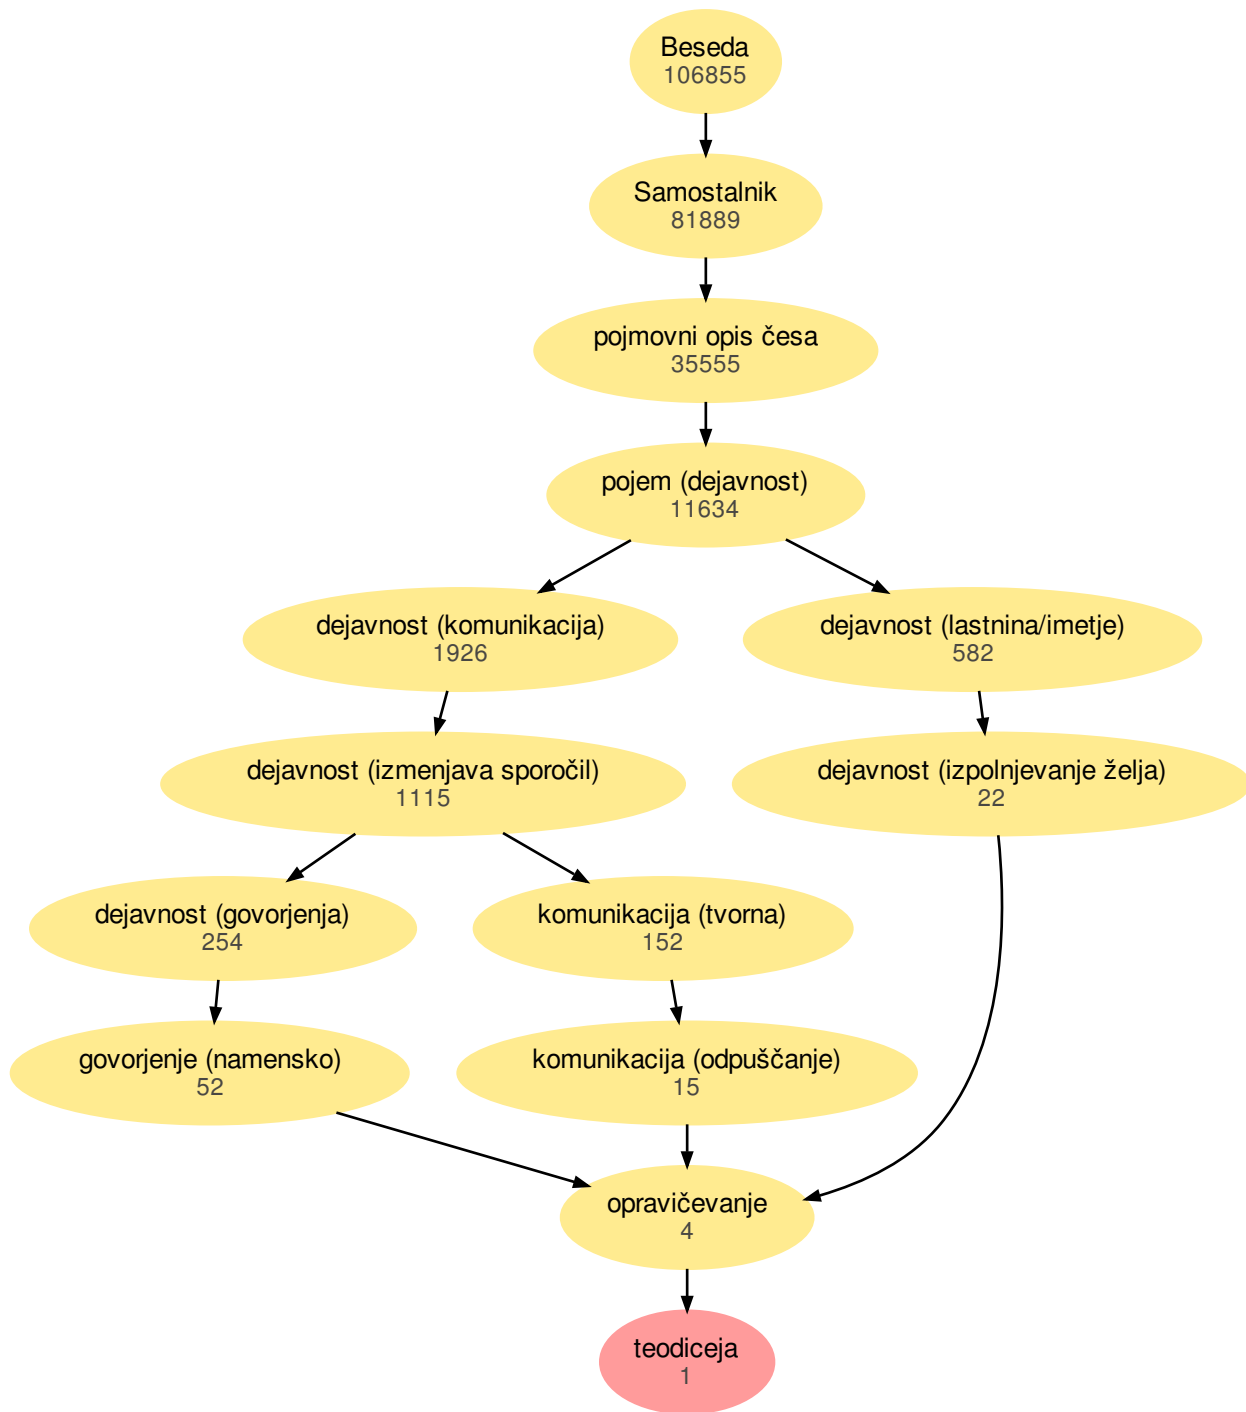 Beseda
106855
Samostalnik
81889
pojmovni opis česa
35555
pojem (dejavnost)
11634
dejavnost (komunikacija)
1926
dejavnost (lastnina/imetje)
582
dejavnost (izmenjava sporočil)
1115
dejavnost (izpolnjevanje želja)
22
dejavnost (govorjenja)
254
komunikacija (tvorna)
152
govorjenje (namensko)
52
komunikacija (odpuščanje)
15
opravičevanje
4
teodiceja
1